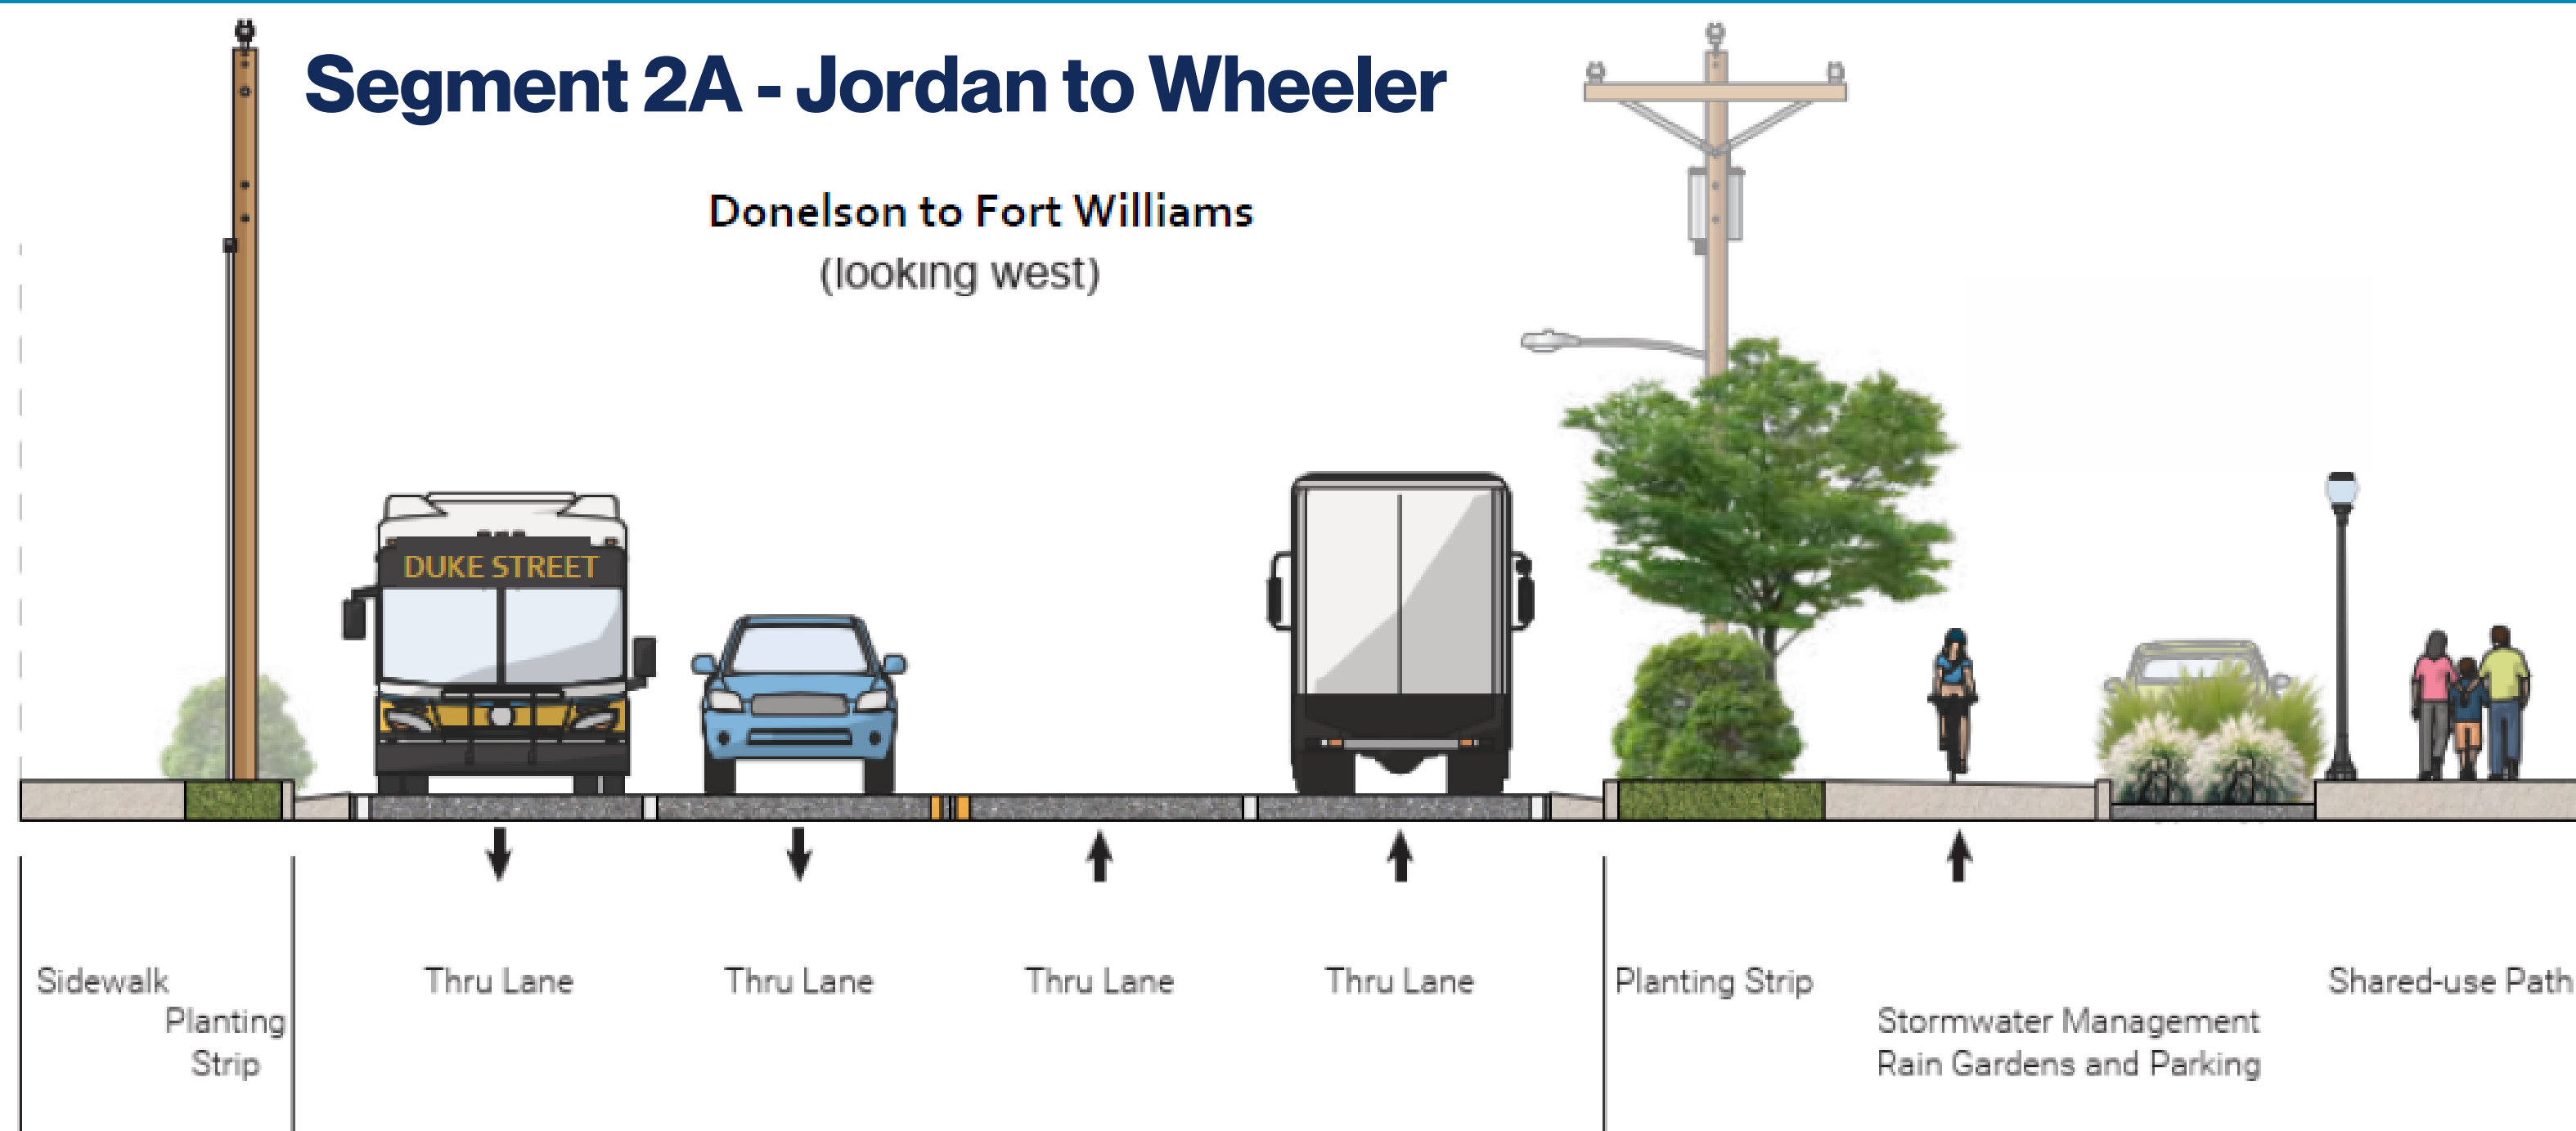 Segment 2A - Jordan to Wheeler
Donelson to Fort Williams
(looking west)
DUKE STREET
Sidewalk
Planting
Strip
Thru Lane
Thru Lane
Thru Lane
Thru Lane
Planting Strip
Stormwater Management
Rain Gardens and Parking
Shared-use Path